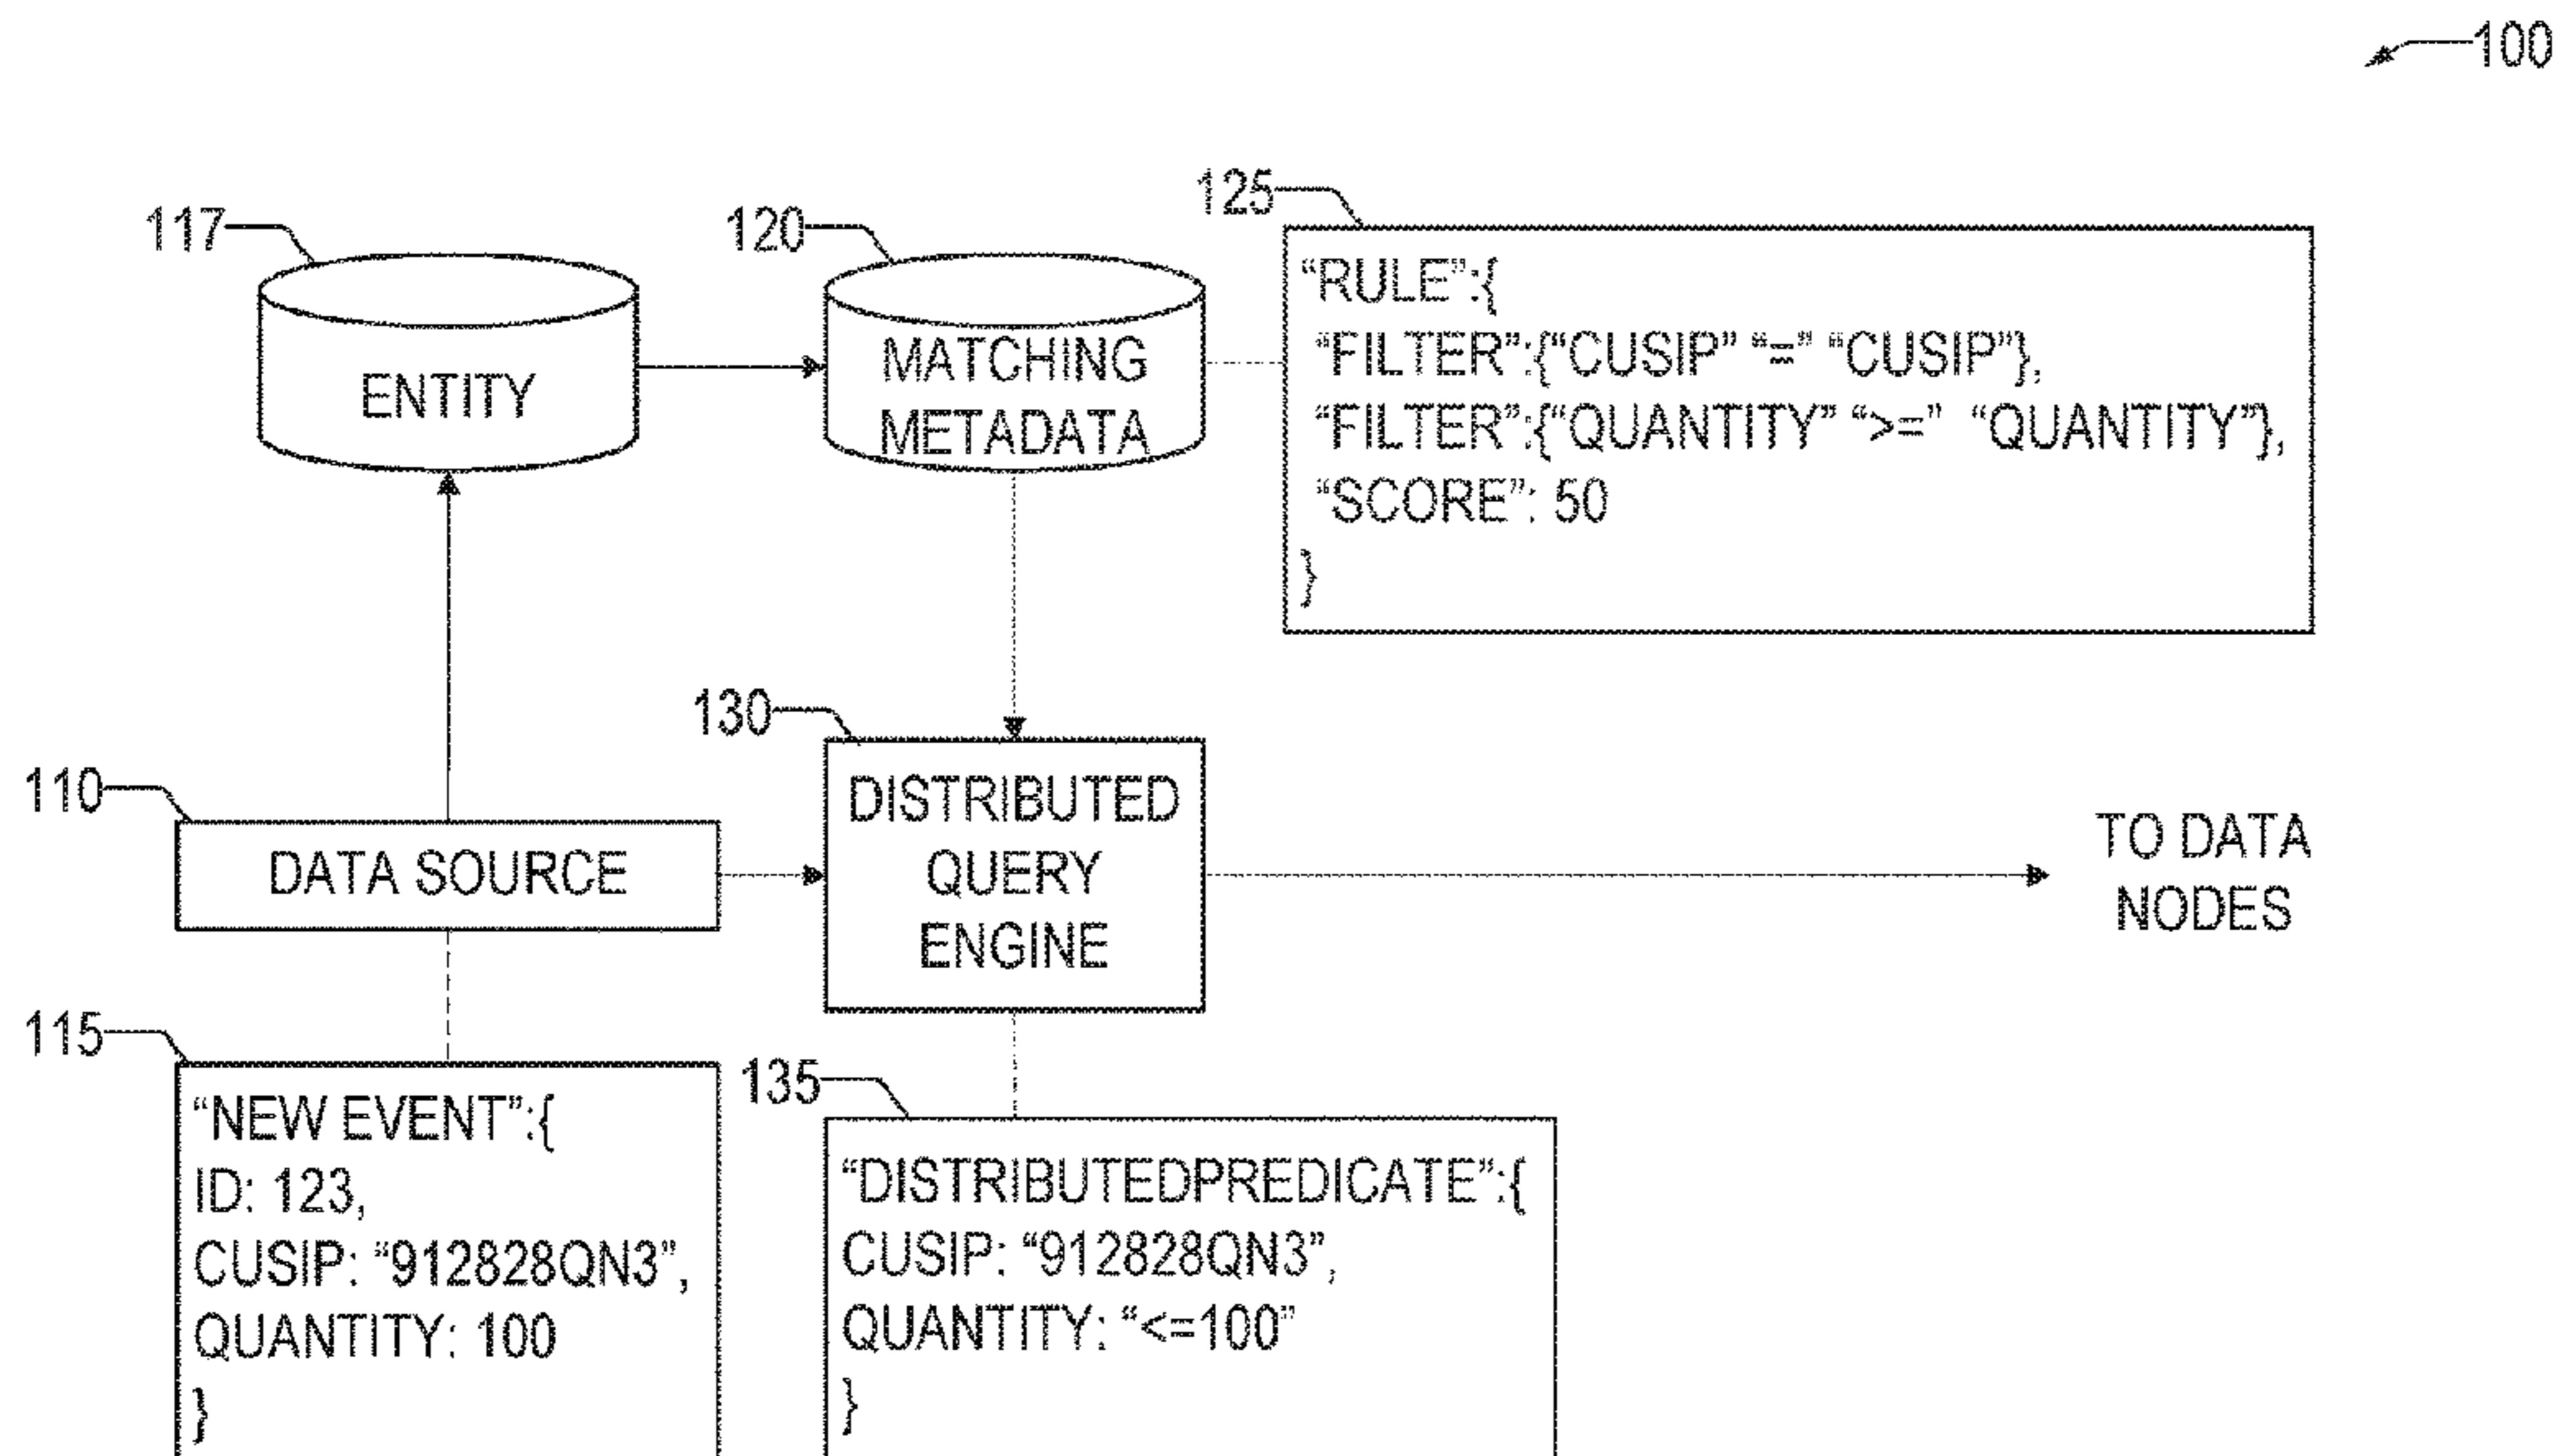 100
117
120
125
ENTITY
MATCHING
METADATA
“RULE”:{
“FILTER”:{“CUSIP” “=” “CUSIP”},
“FILTER”:{“QUANTITY” “>=” “QUANTITY”},
“SCORE”: 50
}
130
110
DATA SOURCE
DISTRIBUTED
QUERY
ENGINE
TO DATA
NODES
115
“NEW EVENT”:{
ID: 123,
CUSIP: “912828QN3”,
QUANTITY: 100
}
135
“DISTRIBUTEDPREDICATE”:{
CUSIP: “912828QN3”,
QUANTITY: “<=100”
}